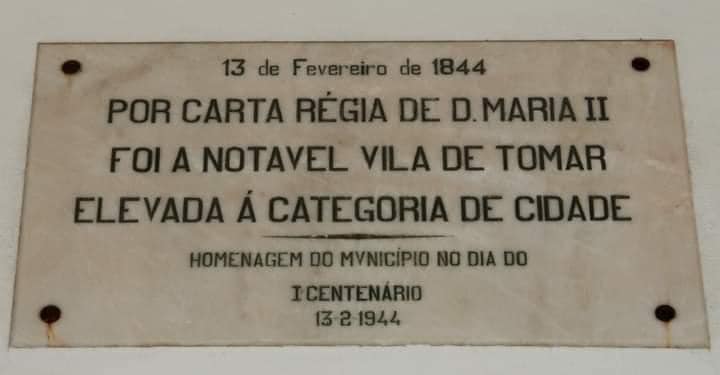 13 de Fevereiro de 1844
POR CARTA RÉGIA DE D. MARIA II
FOI A NOTAVEL VILA DE TOMAR
ELEVADA Á CATEGORIA DE CIDADE
HOMENAGEM DO MVNICÍPIO NO DIA DO
I CENTENÁRIO
13-2-1944